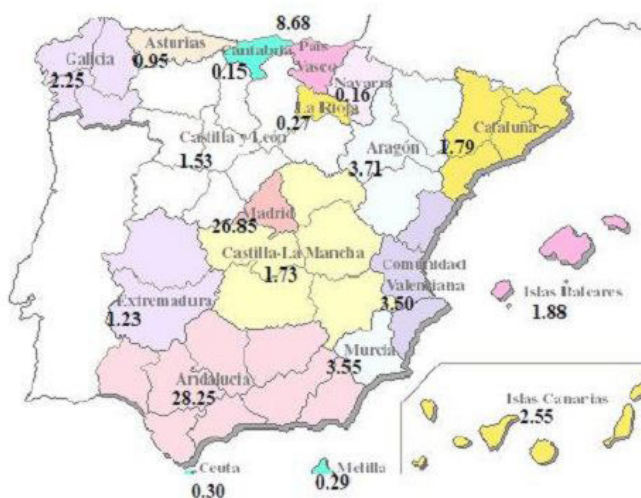 8.68
Asturias
0.95
Cantabria
0.15
País
Vasco
Galicia
2.25
Navarra
0.16
La Rioja
0.27
Castilla y León
1.53
Aragón
3.71
Cataluña
1.79
Madrid
26.85
Castilla-La Mancha
1.73
Comunidad
Valenciana
3.50
Extremadura
1.23
Islas Baleares
1.88
Murcia
3.55
Andalucia
28.25
Islas Canarias
2.55
Ceuta
0.30
Melilla
0.29